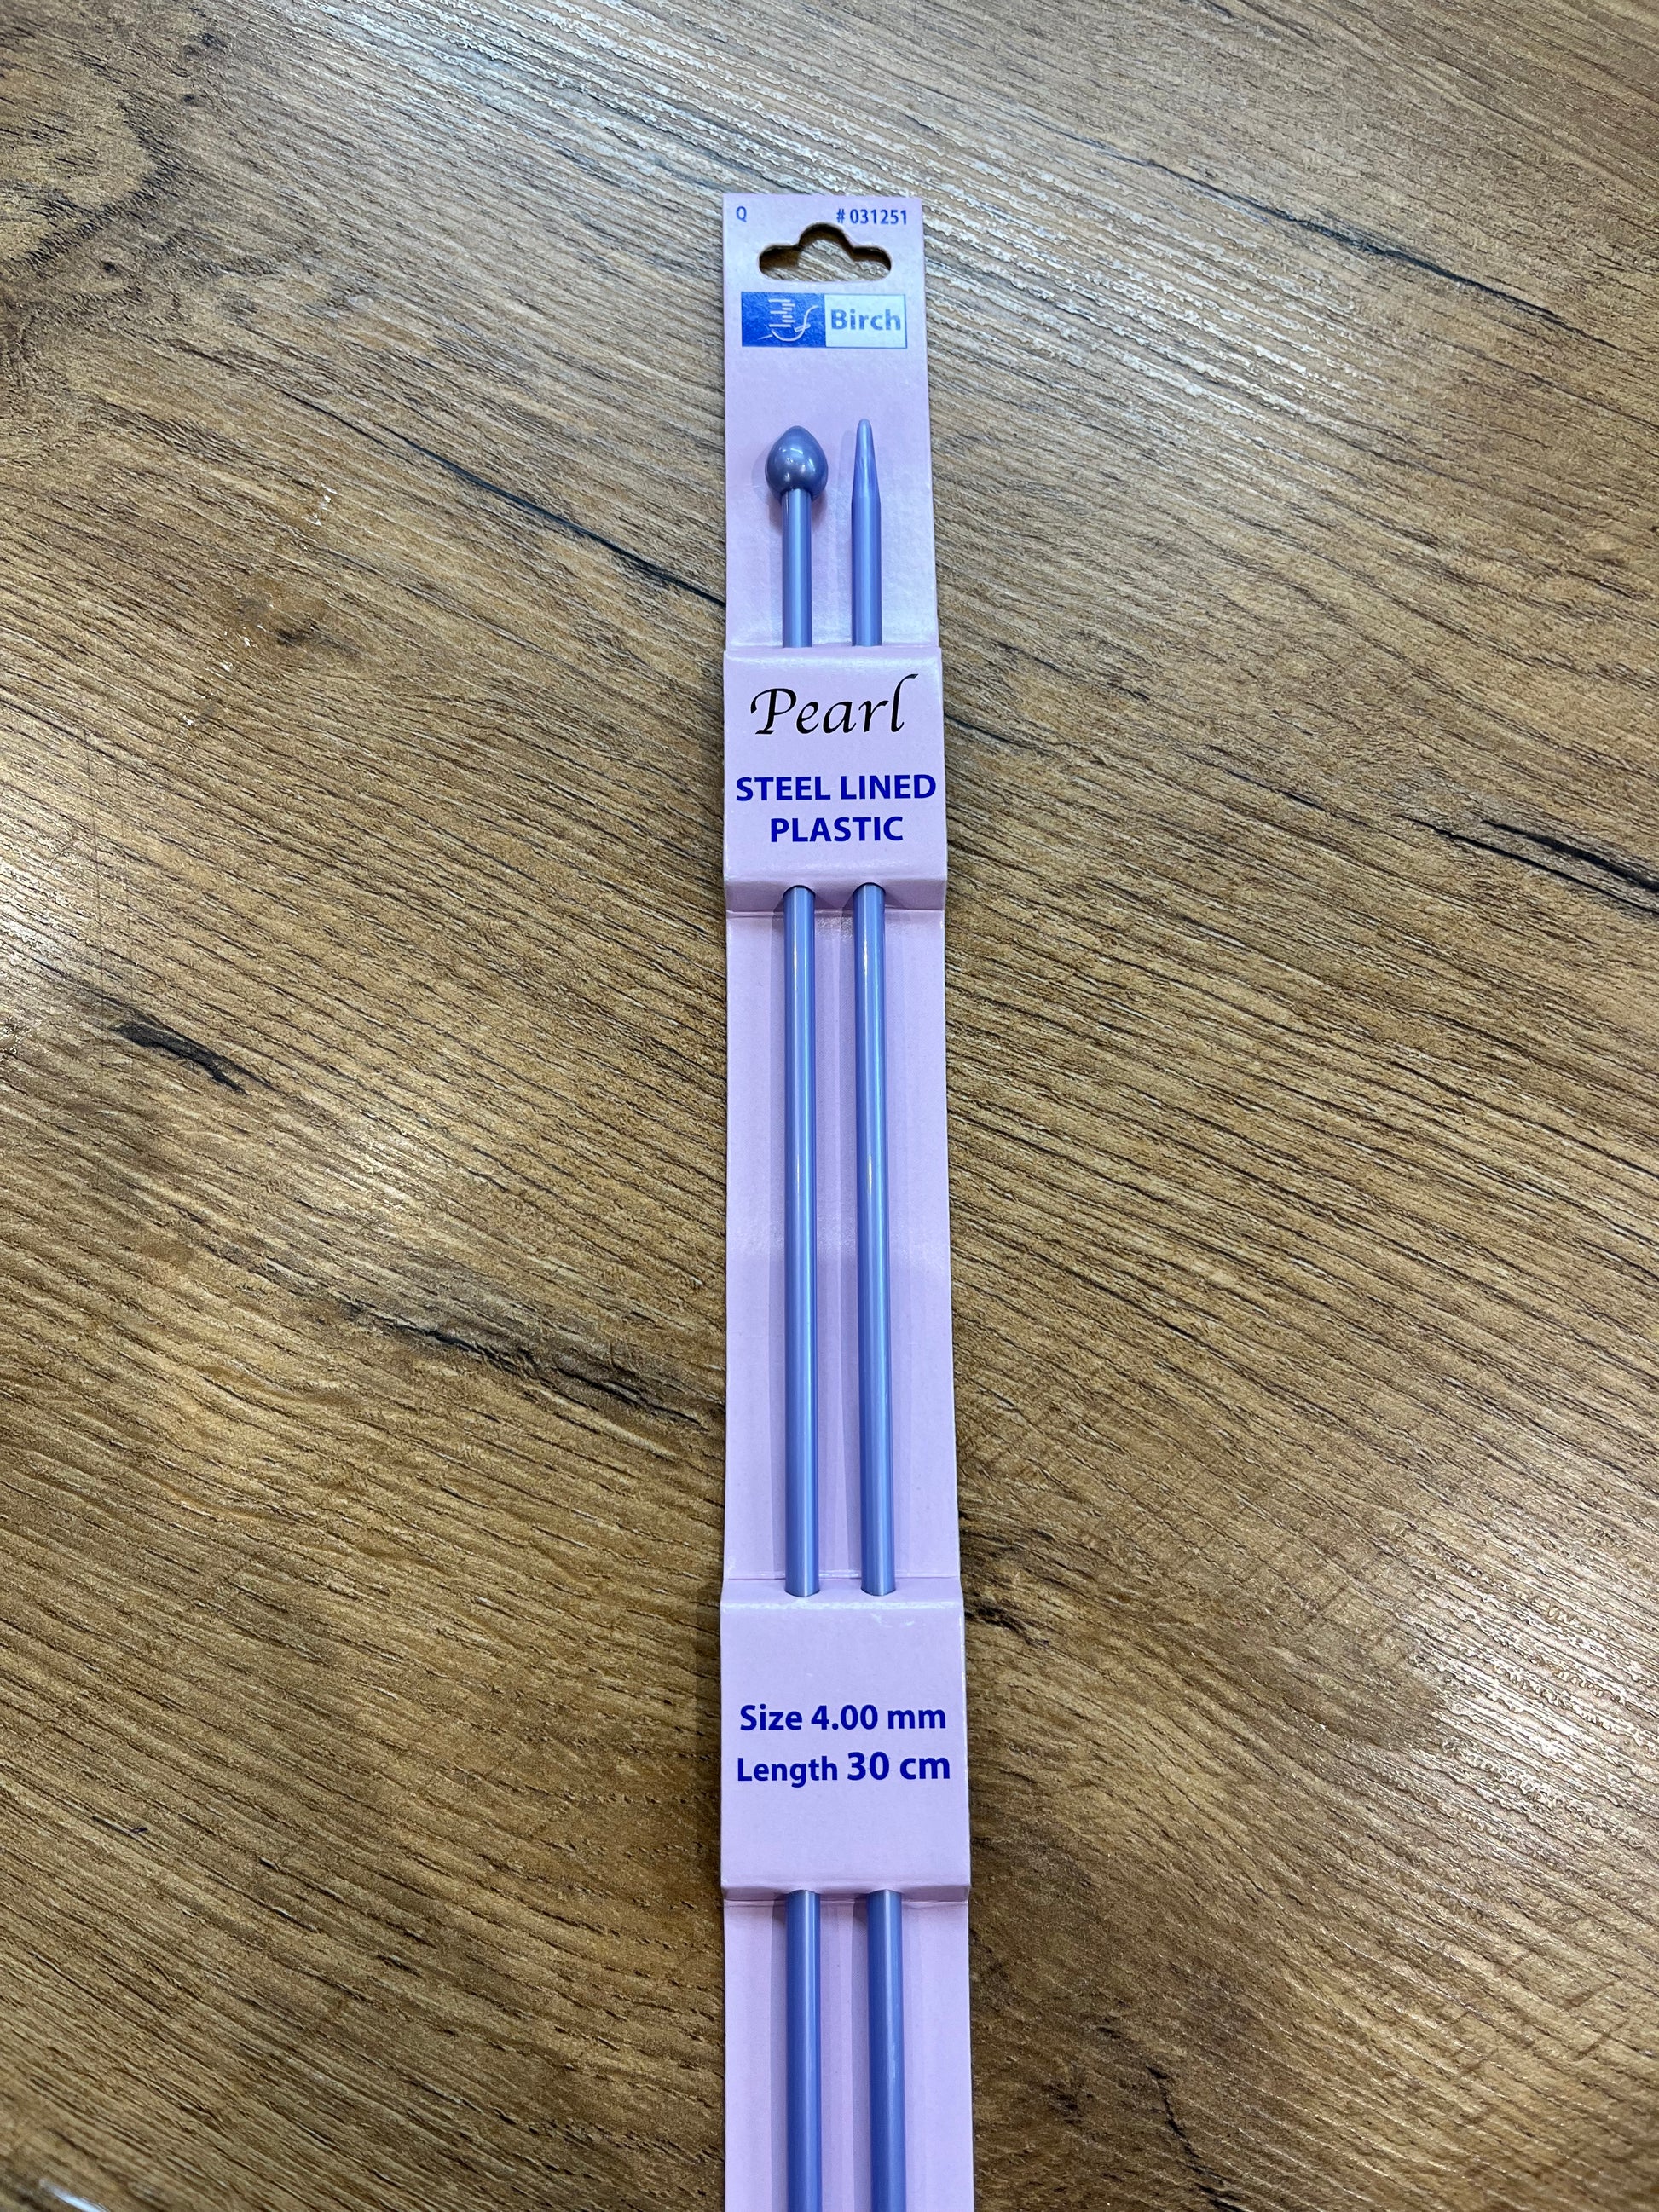 Q # 031251
Birch
Pearl
STEEL LINED
PLASTIC
Size 4.00 mm
Length 30 cm